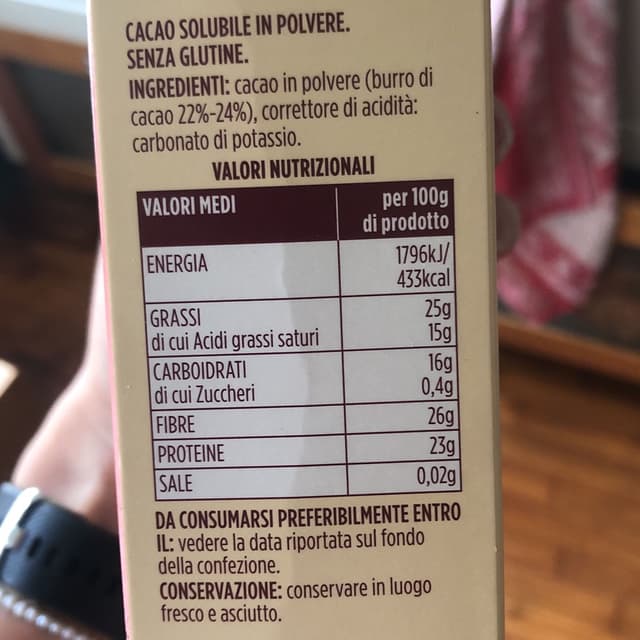 CACAO SOLUBILE IN POLVERE.
SENZA GLUTINE.
INGREDIENTI: cacao in polvere (burro di
cacao 22%-24%), correttore di acidità:
carbonato di potassio.
VALORI NUTRIZIONALI
VALORI MEDI per 100g
di prodotto
ENERGIA 1796kJ/
433kcal
GRASSI 25g
di cui Acidi grassi saturi 15g
CARBOIDRATI 16g
di cui Zuccheri 0,4g
FIBRE 26g
PROTEINE 23g
SALE 0,02g
DA CONSUMARSI PREFERIBILMENTE ENTRO
IL: vedere la data riportata sul fondo
della confezione.
CONSERVAZIONE: conservare in luogo
fresco e asciutto.